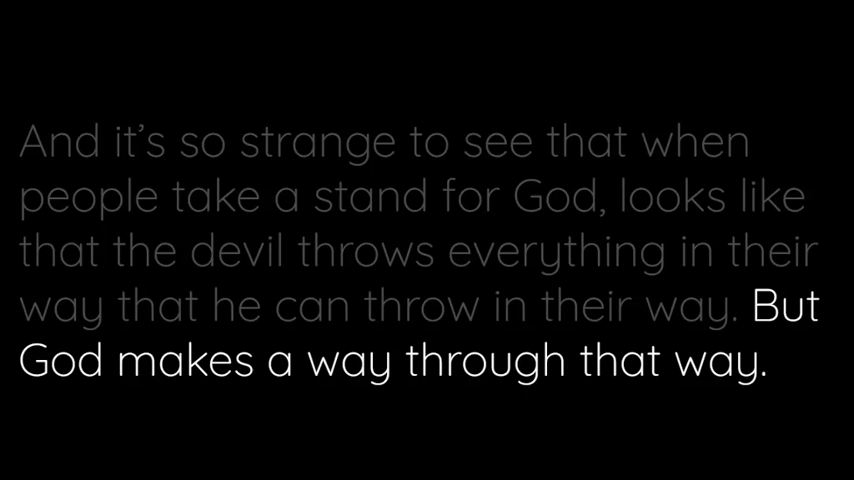 And it’s so strange to see that when
people take a stand for God, looks like
that the devil throws everything in their
way that he can throw in their way. But
God makes a way through that way.